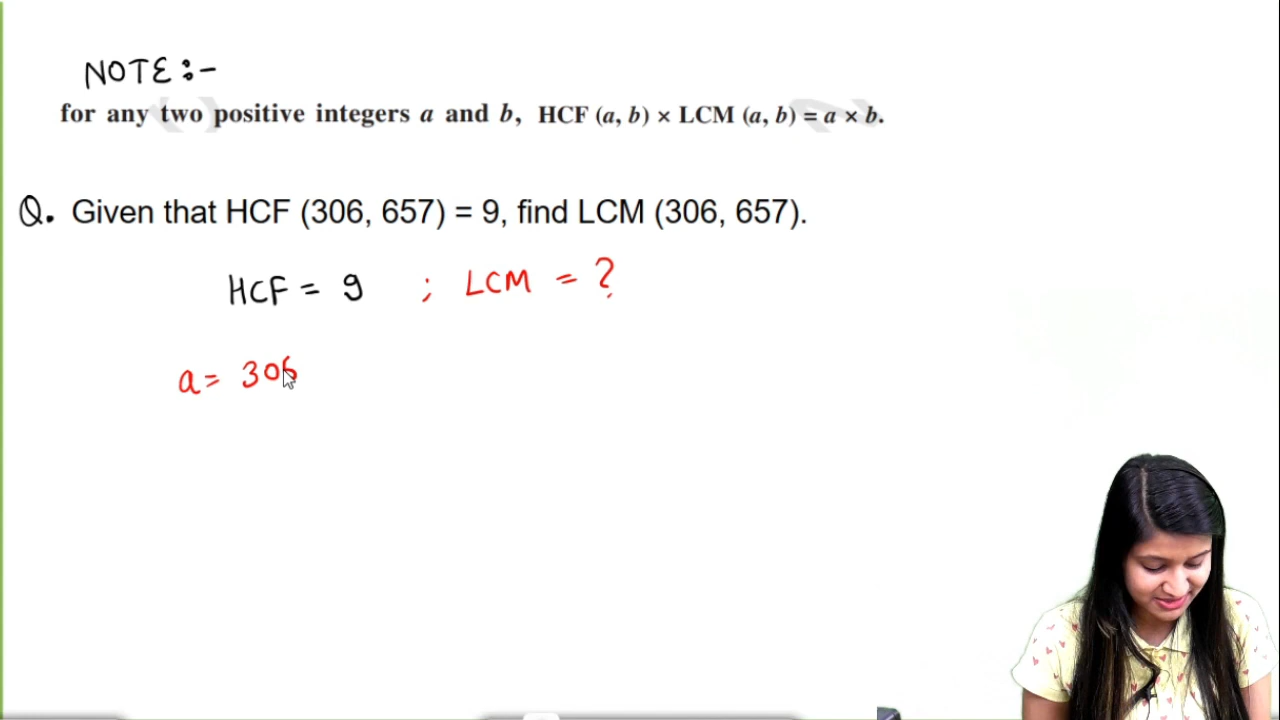 NOTE :-
for any two positive integers a and b, HCF (a, b) × LCM (a, b) = a × b.
Q. Given that HCF (306, 657) = 9, find LCM (306, 657).
HCF = 9 ; LCM = ?
a = 306